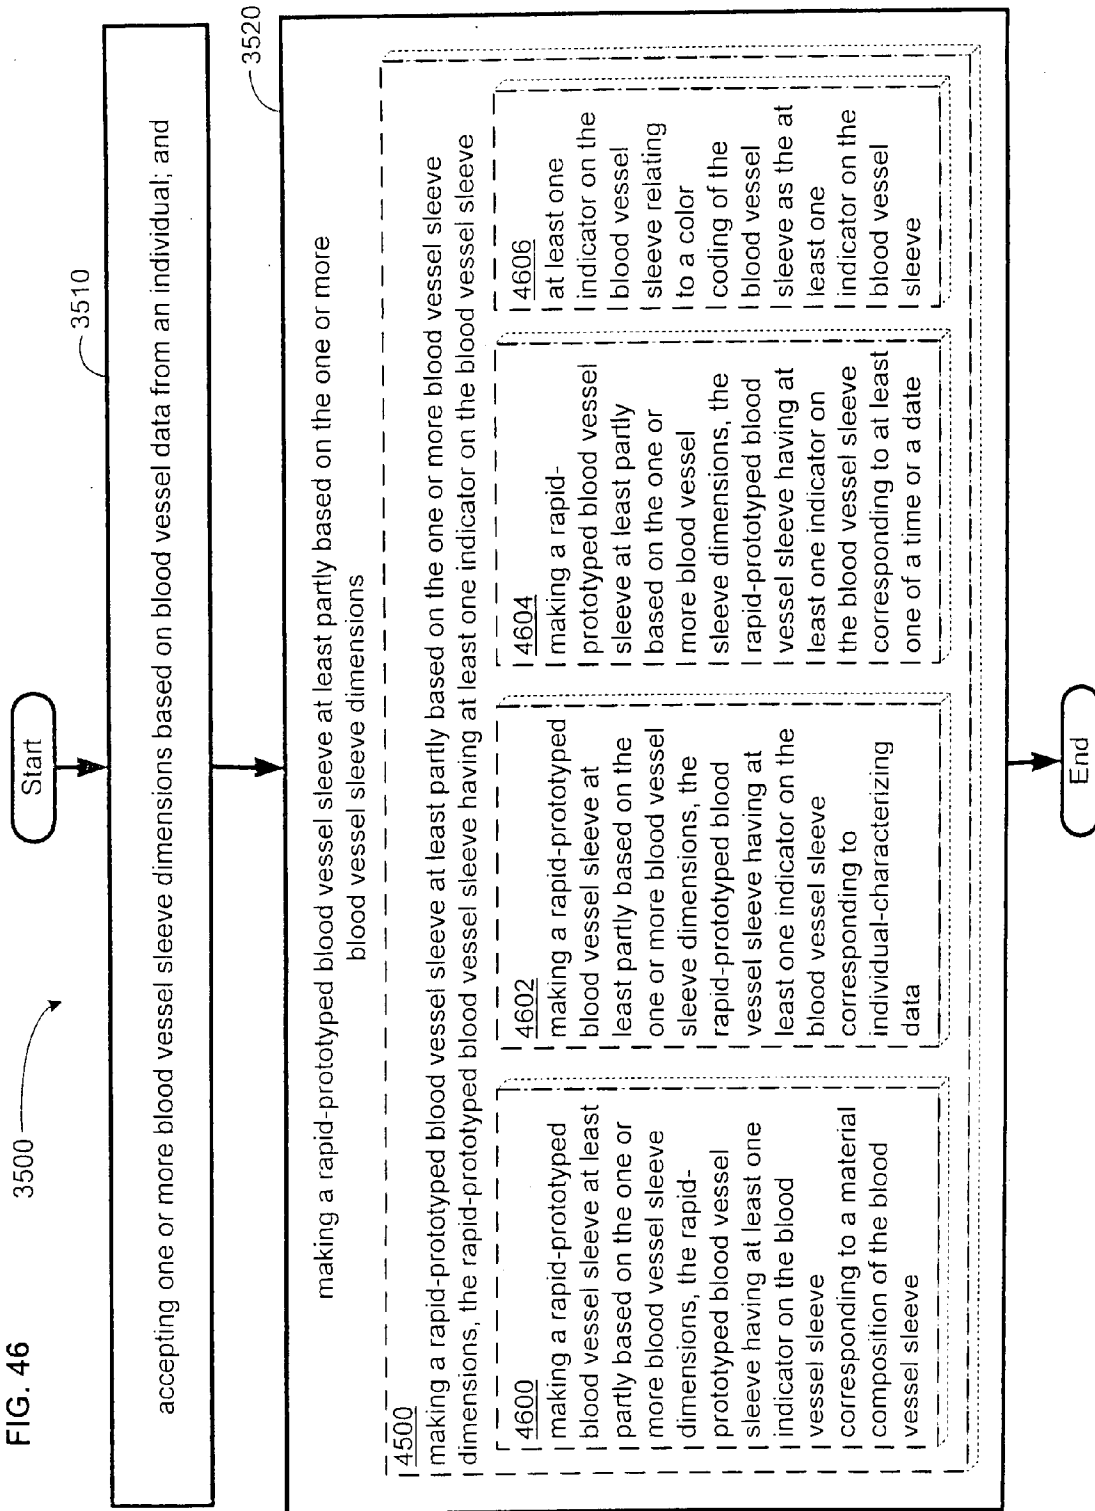 FIG. 46
3500
Start
3510
accepting one or more blood vessel sleeve dimensions based on blood vessel data from an individual; and
3520
making a rapid-prototyped blood vessel sleeve at least partly based on the one or more
blood vessel sleeve dimensions
4500
making a rapid-prototyped blood vessel sleeve at least partly based on the one or more blood vessel sleeve
dimensions, the rapid-prototyped blood vessel sleeve having at least one indicator on the blood vessel sleeve
4600
making a rapid-prototyped
blood vessel sleeve at least
partly based on the one or
more blood vessel sleeve
dimensions, the rapid-
prototyped blood vessel
sleeve having at least one
indicator on the blood
vessel sleeve
corresponding to a material
composition of the blood
vessel sleeve
4602
making a rapid-prototyped
blood vessel sleeve at
least partly based on the
one or more blood vessel
sleeve dimensions, the
rapid-prototyped blood
vessel sleeve having at
least one indicator on the
blood vessel sleeve
corresponding to
individual-characterizing
data
4604
making a rapid-
prototyped blood vessel
sleeve at least partly
based on the one or
more blood vessel
sleeve dimensions, the
rapid-prototyped blood
vessel sleeve having at
least one indicator on
the blood vessel sleeve
corresponding to at least
one of a time or a date
4606
at least one
indicator on the
blood vessel
sleeve relating
to a color
coding of the
blood vessel
sleeve as the at
least one
indicator on the
blood vessel
sleeve
End